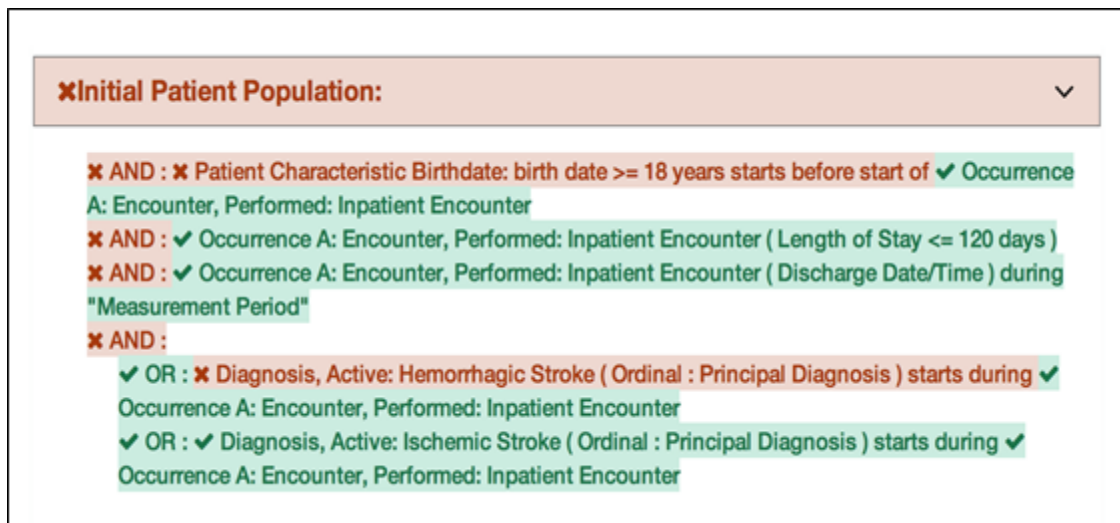 ✖Initial Patient Population:
✖ AND : ✖ Patient Characteristic Birthdate: birth date >= 18 years starts before start of ✔ Occurrence
A: Encounter, Performed: Inpatient Encounter
✖ AND : ✔ Occurrence A: Encounter, Performed: Inpatient Encounter ( Length of Stay <= 120 days )
✖ AND : ✔ Occurrence A: Encounter, Performed: Inpatient Encounter ( Discharge Date/Time ) during
"Measurement Period"
✖ AND :
✔ OR : ✖ Diagnosis, Active: Hemorrhagic Stroke ( Ordinal : Principal Diagnosis ) starts during ✔
Occurrence A: Encounter, Performed: Inpatient Encounter
✔ OR : ✔ Diagnosis, Active: Ischemic Stroke ( Ordinal : Principal Diagnosis ) starts during ✔
Occurrence A: Encounter, Performed: Inpatient Encounter